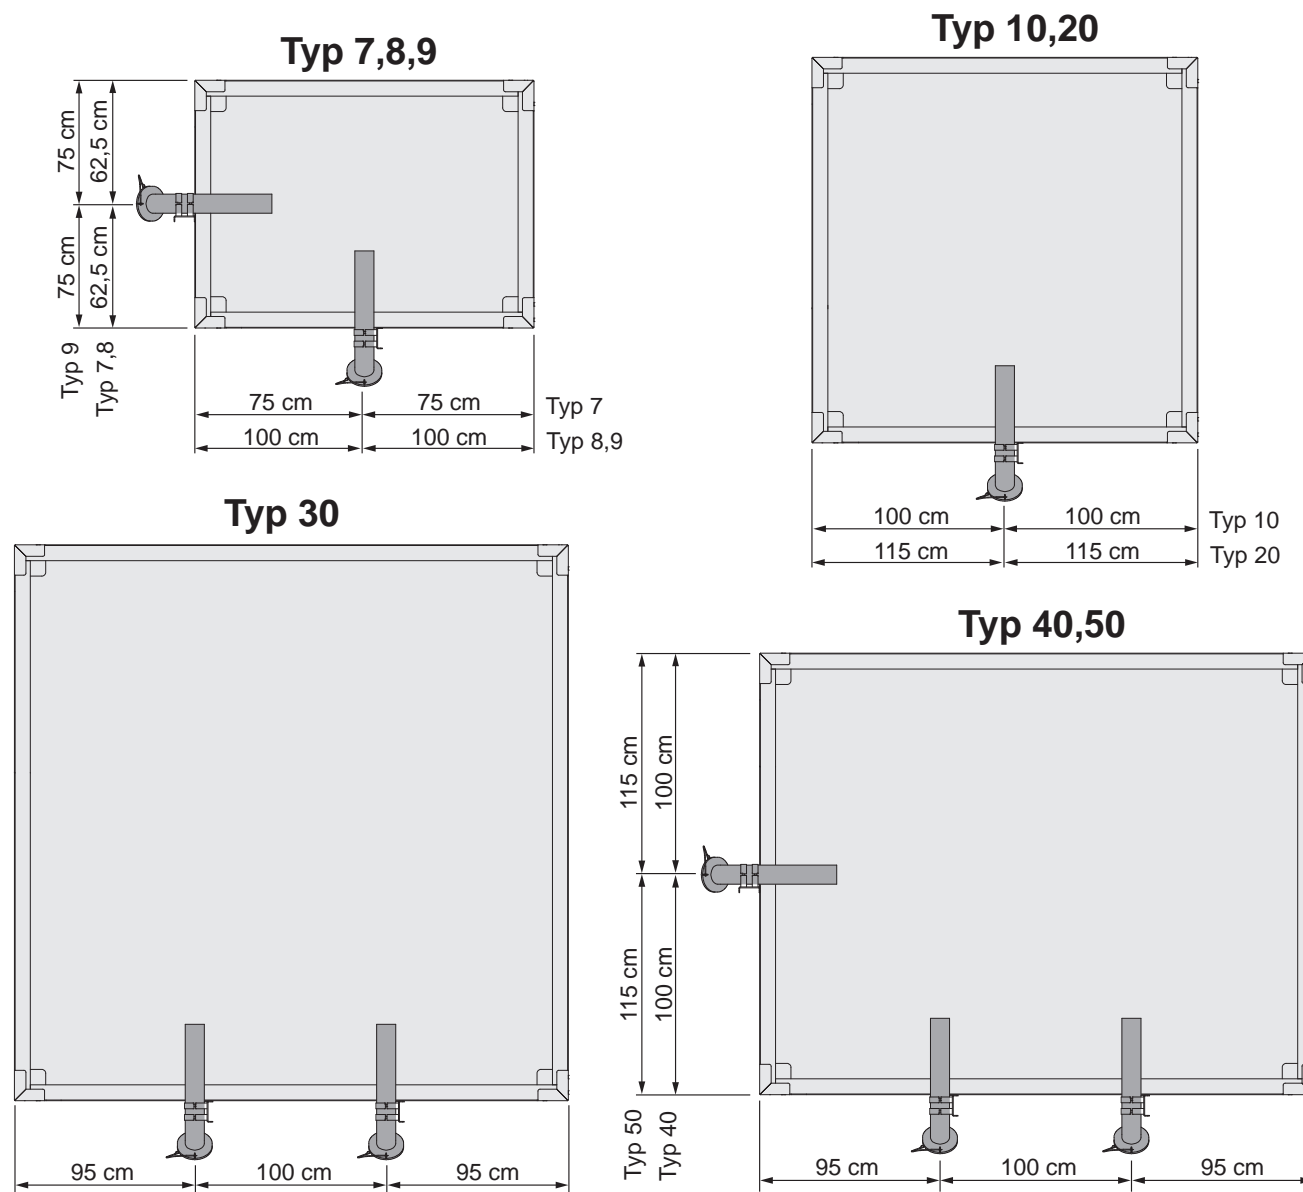 Typ 7,8,9
75 cm
62,5 cm
75 cm
62,5 cm
Typ 9
Typ 7,8
75 cm 75 cm Typ 7
100 cm 100 cm Typ 8,9
Typ 10,20
100 cm 100 cm Typ 10
115 cm 115 cm Typ 20
Typ 30
95 cm 100 cm 95 cm
Typ 40,50
115 cm
100 cm
115 cm
100 cm
Typ 50
Typ 40
95 cm 100 cm 95 cm